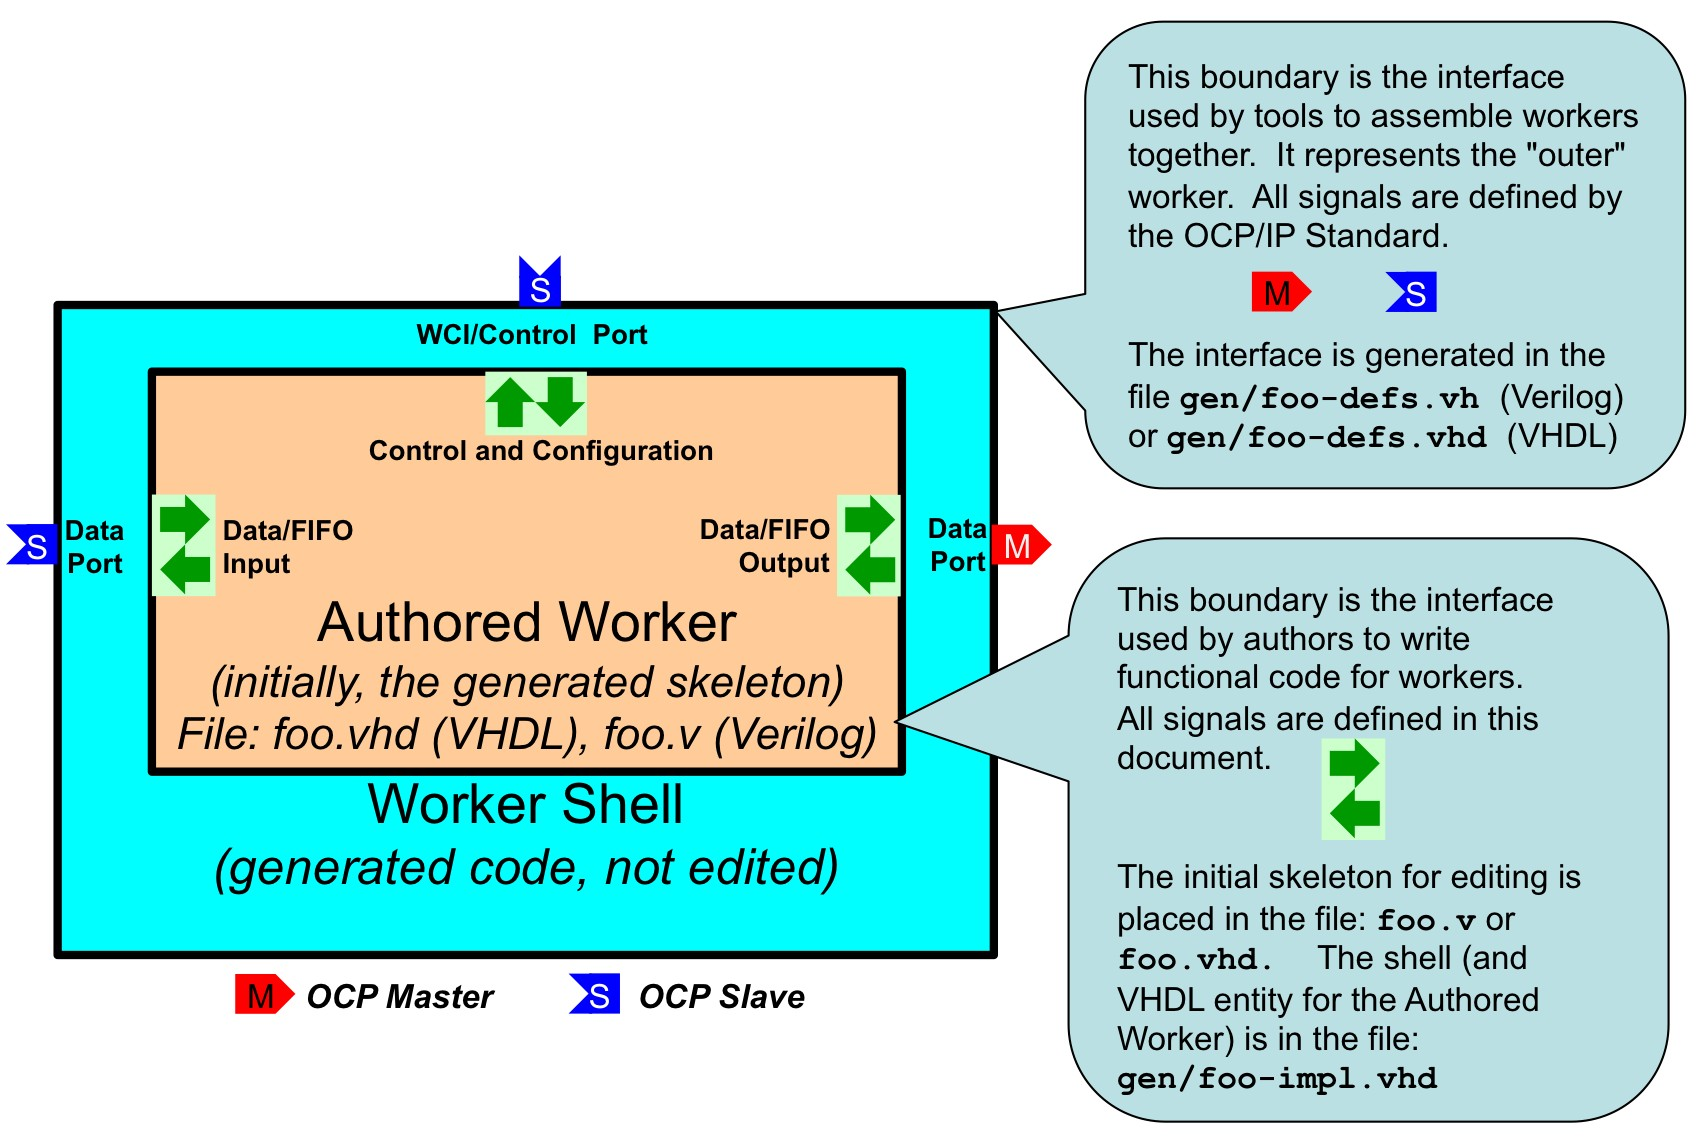 This boundary is the interface
used by tools to assemble workers
together.  It represents the "outer"
worker.  All signals are defined by
the OCP/IP Standard.
M S
The interface is generated in the
file gen/foo-defs.vh  (Verilog)
or gen/foo-defs.vhd  (VHDL)
S
WCI/Control  Port
Control and Configuration
S
Data
Port
Data/FIFO
Input
Data/FIFO
Output
Data
Port
M
Authored Worker
(initially, the generated skeleton)
File: foo.vhd (VHDL), foo.v (Verilog)
Worker Shell
(generated code, not edited)
M OCP Master S OCP Slave
This boundary is the interface
used by authors to write
functional code for workers.
All signals are defined in this
document.
The initial skeleton for editing is
placed in the file: foo.v or
foo.vhd.    The shell (and
VHDL entity for the Authored
Worker) is in the file:
gen/foo-impl.vhd